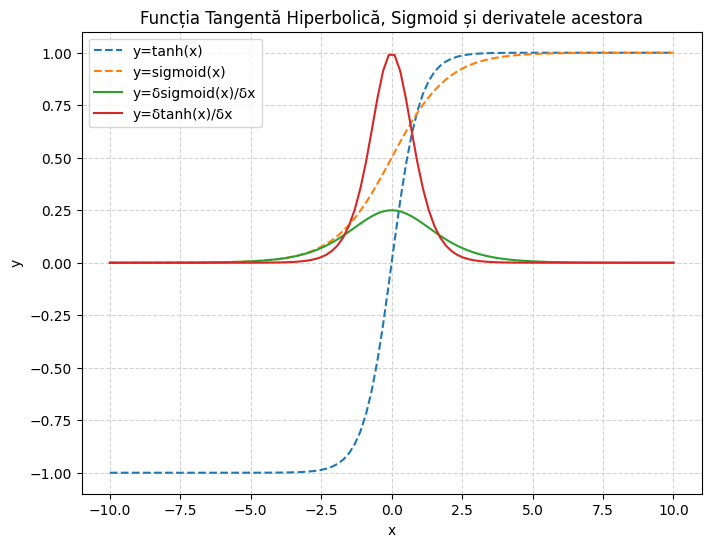 Funcția Tangentă Hiperbolică, Sigmoid și derivatele acestora
y=tanh(x)
y=sigmoid(x)
y=δsigmoid(x)/δx
y=δtanh(x)/δx
1.00
0.75
0.50
0.25
0.00
−0.25
−0.50
−0.75
−1.00
y
−10.0 −7.5 −5.0 −2.5 0.0 2.5 5.0 7.5 10.0
x